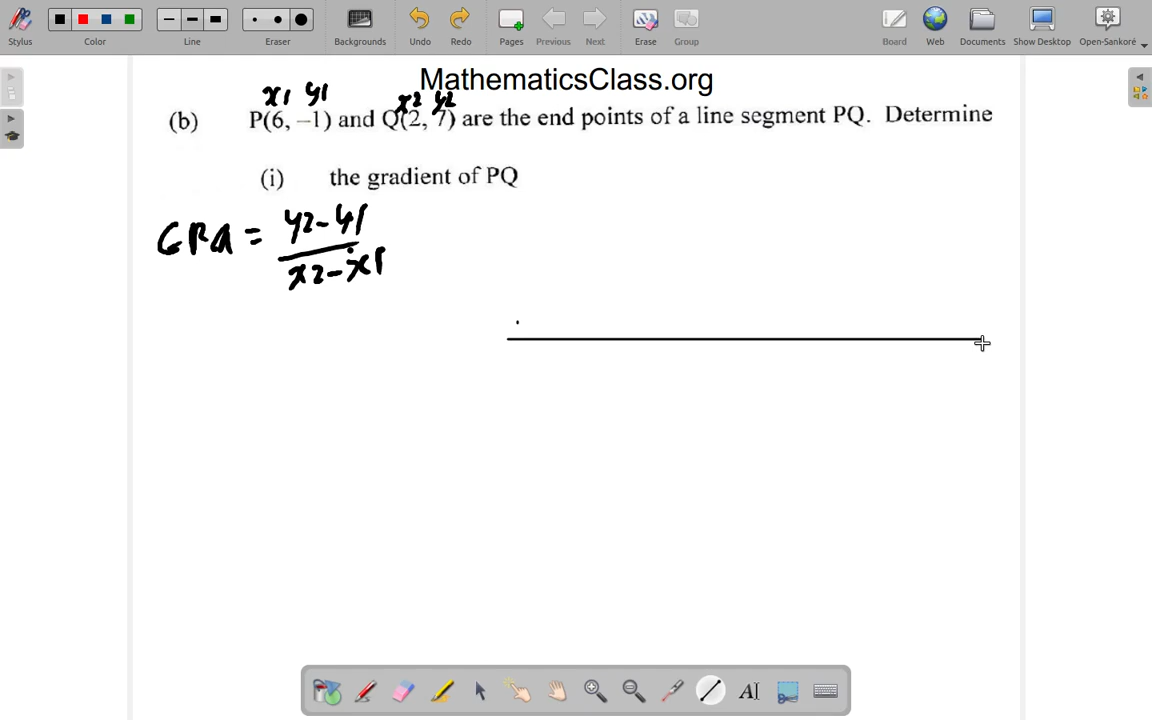 Stylus Color Line Eraser Backgrounds Undo Redo Pages Previous Next Erase Group Board Web Documents Show Desktop Open-Sankoré
MathematicsClass.org
x1 y1 x2 y2
(b) P(6, –1) and Q(2, 7) are the end points of a line segment PQ. Determine
(i) the gradient of PQ
GRA = y2-y1
x2-x1